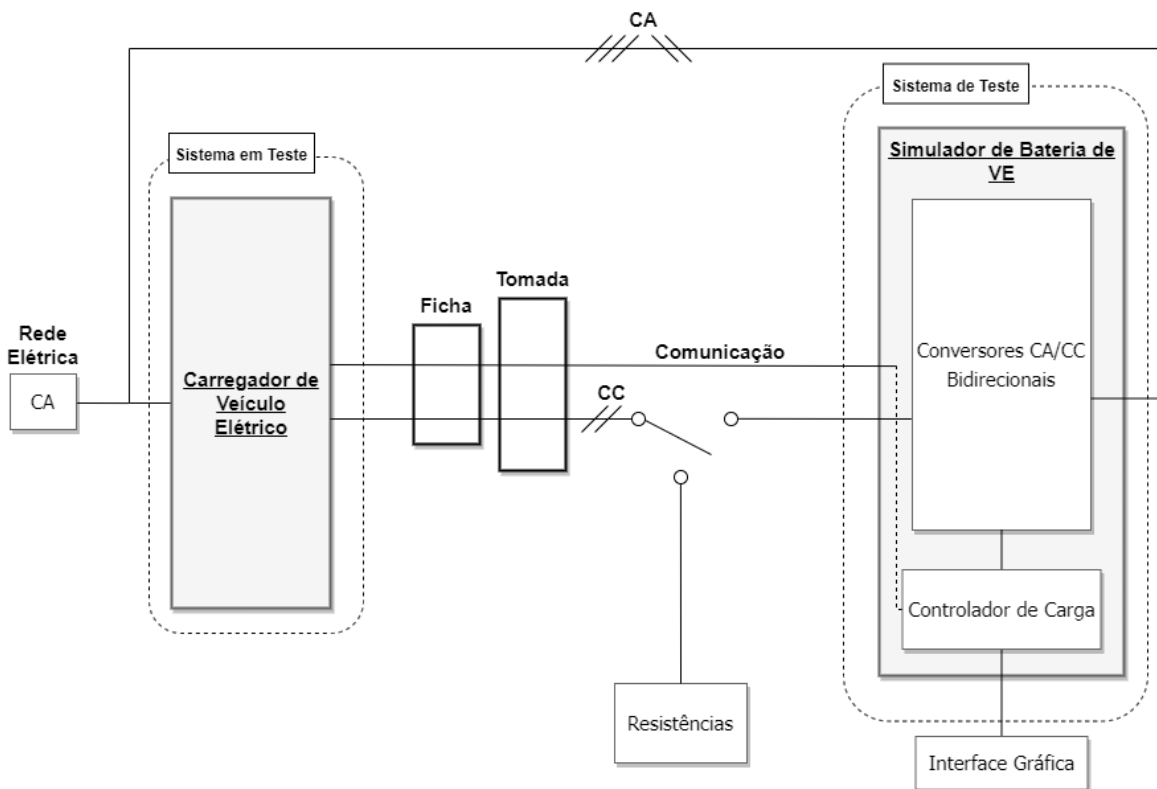 CA
Sistema de Teste
Simulador de Bateria de
VE
Sistema em Teste
Tomada
Ficha
Rede
Elétrica
CA
Carregador de
Veículo
Elétrico
Comunicação
CC
Conversores CA/CC
Bidirecionais
Controlador de Carga
Resistências
Interface Gráfica